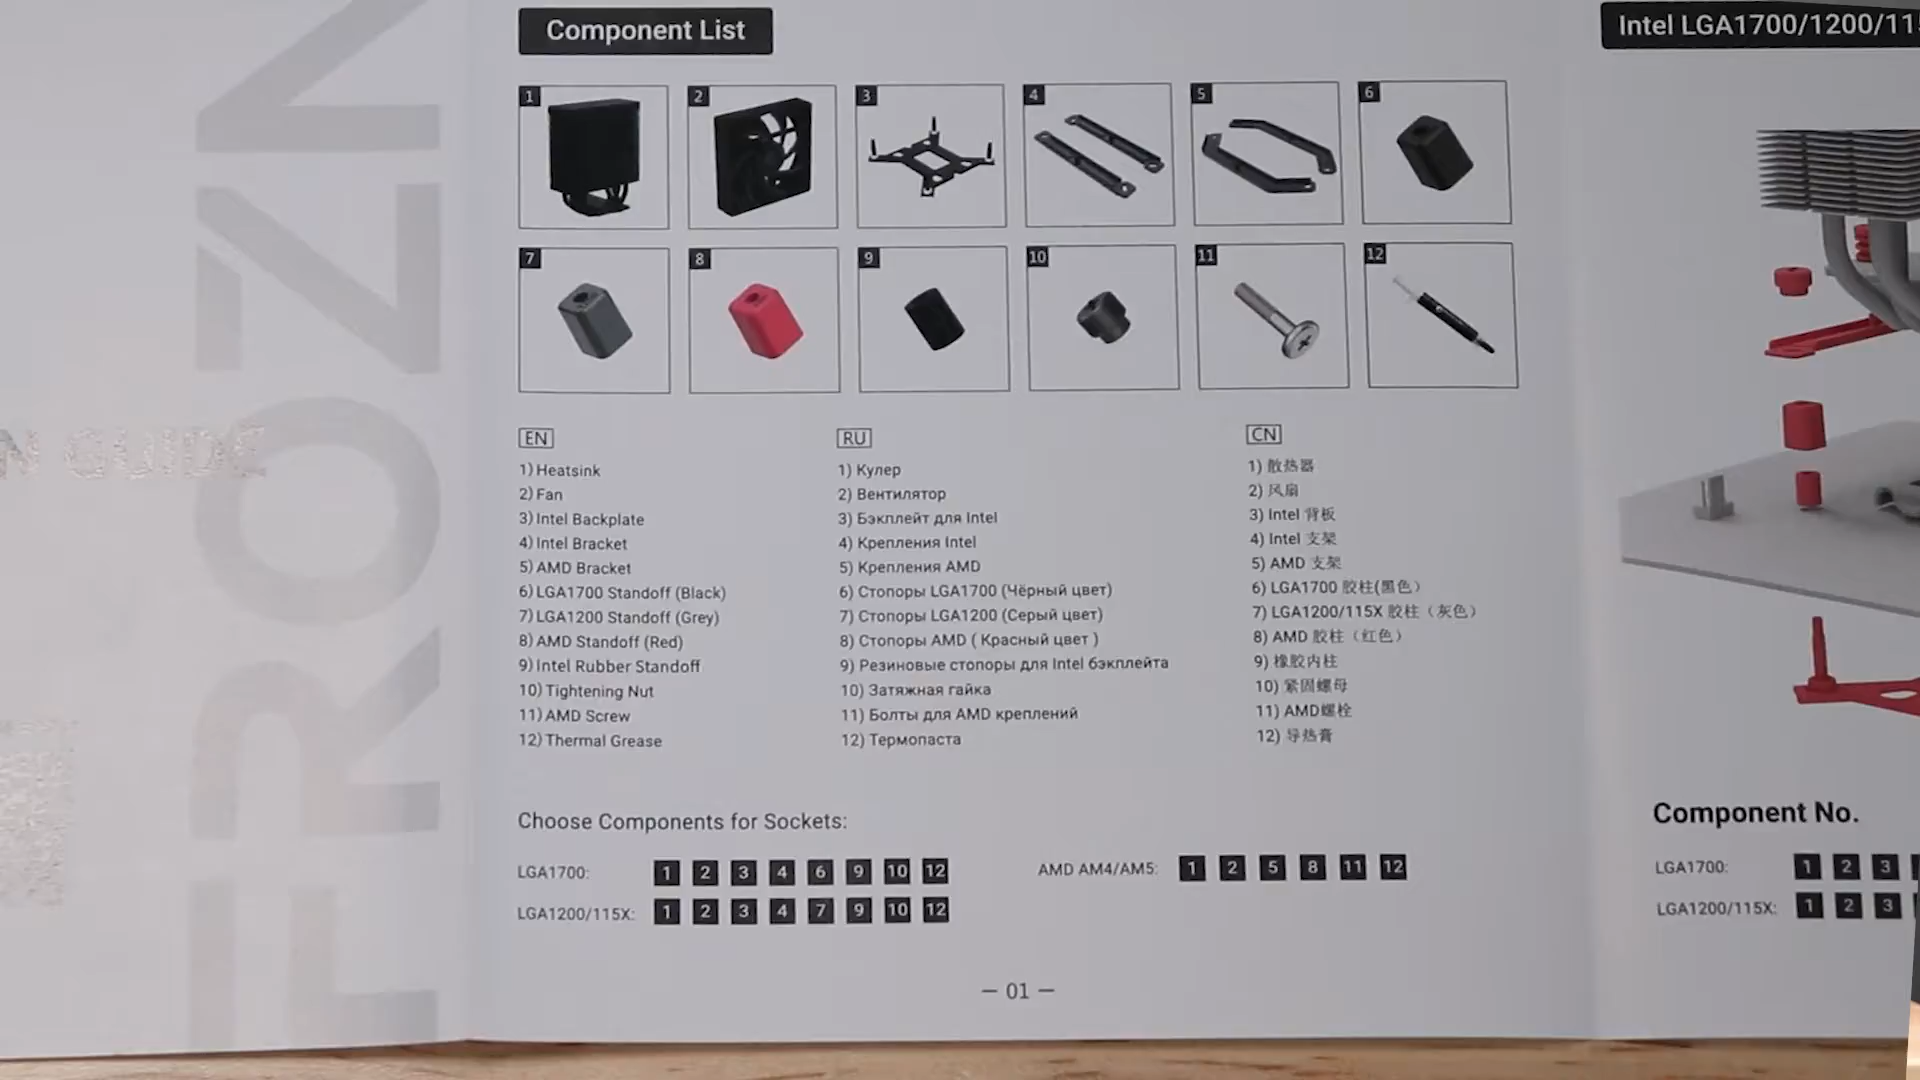 FROZN
N GUIDE
Component List
1
2
3
4
5
6
7
8
9
10
11
12
EN
1) Heatsink
2) Fan
3) Intel Backplate
4) Intel Bracket
5) AMD Bracket
6) LGA1700 Standoff (Black)
7) LGA1200 Standoff (Grey)
8) AMD Standoff (Red)
9) Intel Rubber Standoff
10) Tightening Nut
11) AMD Screw
12) Thermal Grease
RU
1) Кулер
2) Вентилятор
3) Бэкплейт для Intel
4) Крепления Intel
5) Крепления AMD
6) Стопоры LGA1700 (Чёрный цвет)
7) Стопоры LGA1200 (Серый цвет)
8) Стопоры AMD ( Красный цвет )
9) Резиновые стопоры для Intel бэкплейта
10) Затяжная гайка
11) Болты для AMD креплений
12) Термопаста
CN
1) 散热器
2) 风扇
3) Intel 背板
4) Intel 支架
5) AMD 支架
6) LGA1700 胶柱(黑色）
7) LGA1200/115X 胶柱（灰色）
8) AMD 胶柱（红色）
9) 橡胶内柱
10) 紧固螺母
11) AMD螺栓
12) 导热膏
Choose Components for Sockets:
LGA1700: 1 2 3 4 6 9 10 12
LGA1200/115X: 1 2 3 4 7 9 10 12
AMD AM4/AM5: 1 2 5 8 11 12
— 01 —
Intel LGA1700/1200/11
Component No.
LGA1700: 1 2 3
LGA1200/115X: 1 2 3